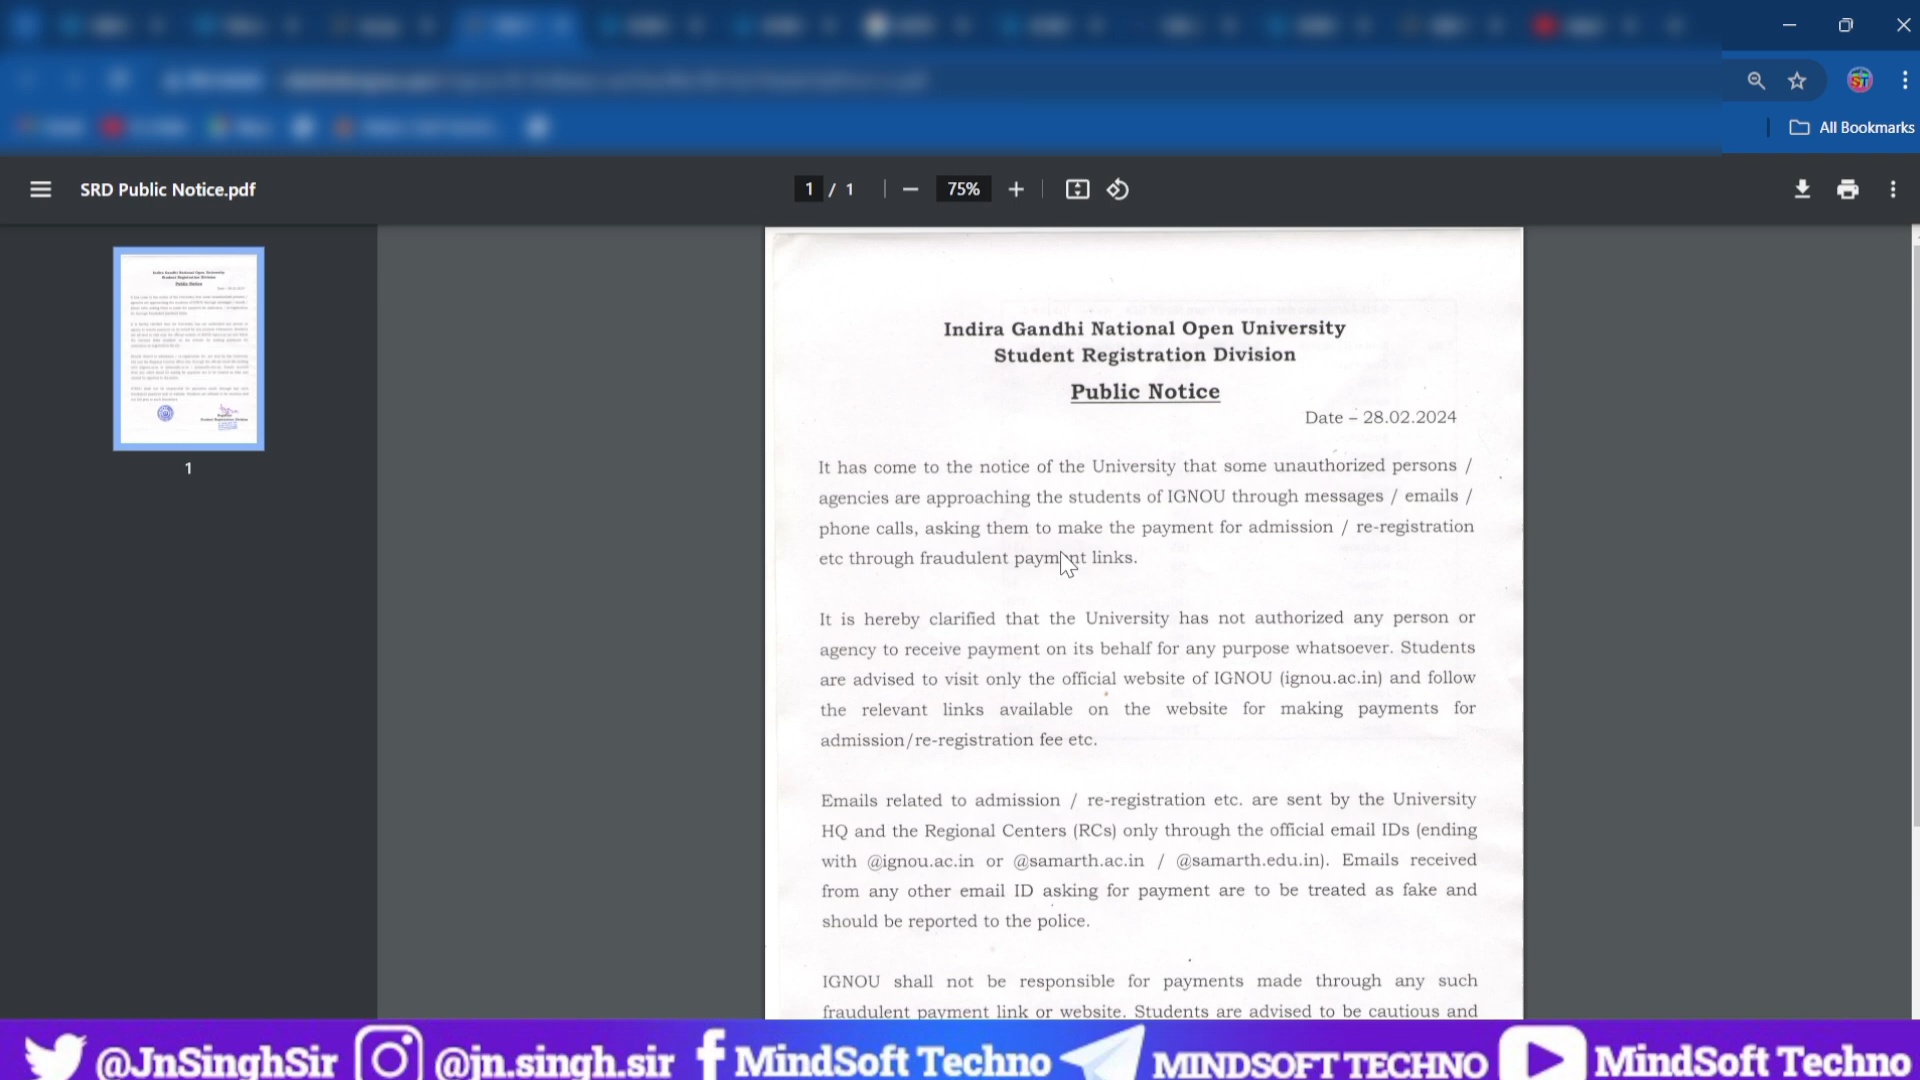 All Bookmarks
SRD Public Notice.pdf
1 / 1
75%
1
Indira Gandhi National Open University
Student Registration Division
Public Notice
Date – 28.02.2024
It has come to the notice of the University that some unauthorized persons /
agencies are approaching the students of IGNOU through messages / emails /
phone calls, asking them to make the payment for admission / re-registration
etc through fraudulent payment links.
It is hereby clarified that the University has not authorized any person or
agency to receive payment on its behalf for any purpose whatsoever. Students
are advised to visit only the official website of IGNOU (ignou.ac.in) and follow
the relevant links available on the website for making payments for
admission/re-registration fee etc.
Emails related to admission / re-registration etc. are sent by the University
HQ and the Regional Centers (RCs) only through the official email IDs (ending
with @ignou.ac.in or @samarth.ac.in / @samarth.edu.in). Emails received
from any other email ID asking for payment are to be treated as fake and
should be reported to the police.
IGNOU shall not be responsible for payments made through any such
fraudulent payment link or website. Students are advised to be cautious and
@JnSinghSir @jn.singh.sir MindSoft Techno MINDSOFT TECHNO MindSoft Techno